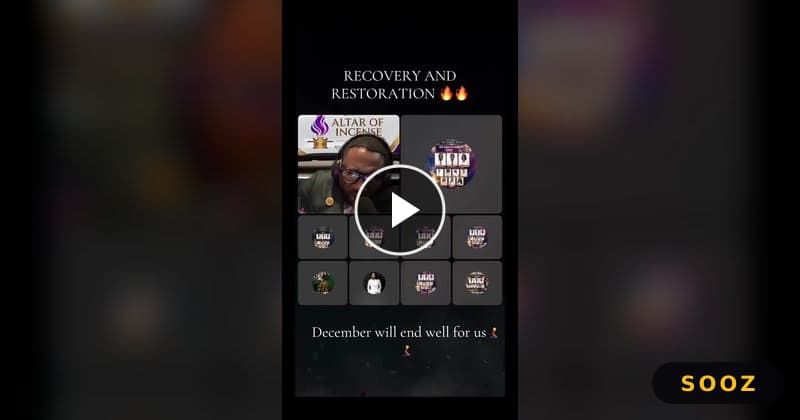 RECOVERY AND
RESTORATION 🔥🔥
ALTAR OF
INCENSE
December will end well for us
SOOZ